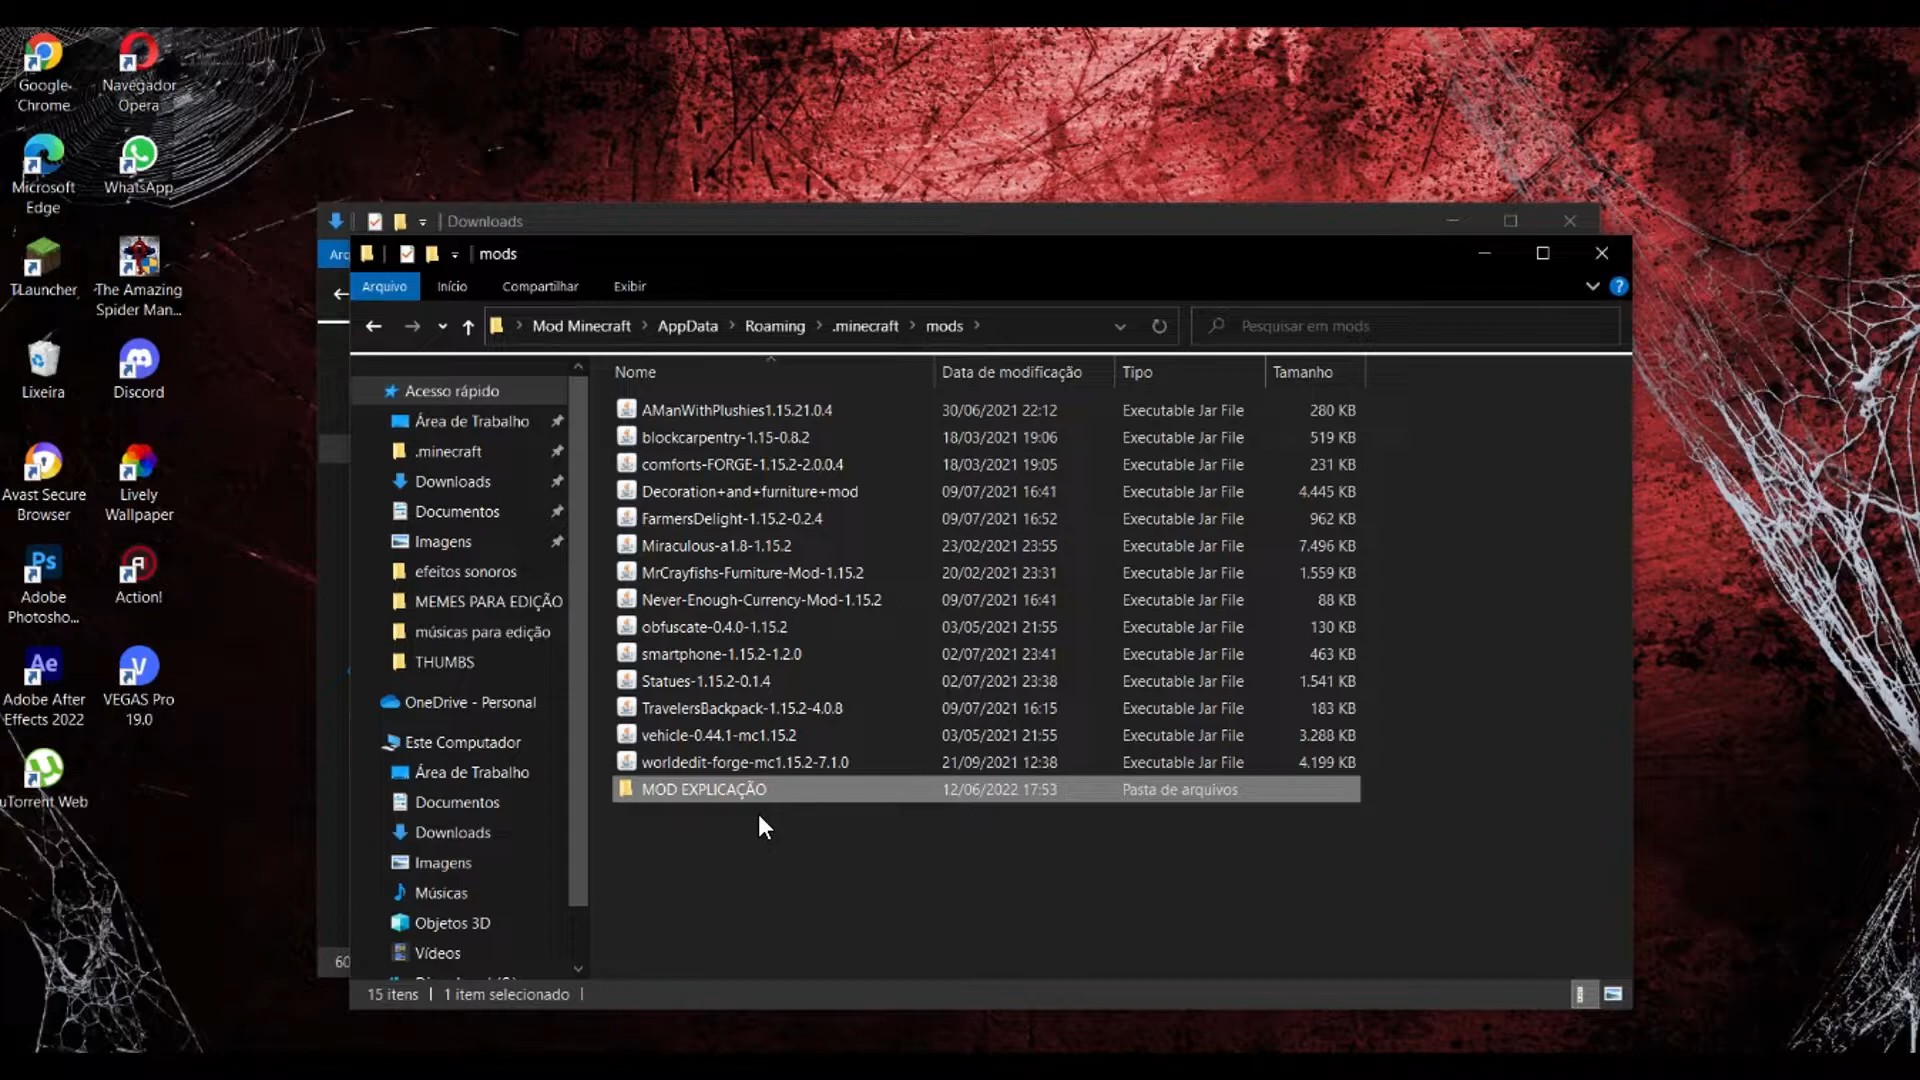 Google Chrome
Navegador Opera
Microsoft Edge
WhatsApp
TLauncher
The Amazing Spider Man...
Lixeira
Discord
Avast Secure Browser
Lively Wallpaper
Adobe Photosho...
Action!
Adobe After Effects 2022
VEGAS Pro 19.0
uTorrent Web
Downloads
Arq
mods
Arquivo Início Compartilhar Exibir
Mod Minecraft > AppData > Roaming > .minecraft > mods >
Pesquisar em mods
Acesso rápido
Área de Trabalho
.minecraft
Downloads
Documentos
Imagens
efeitos sonoros
MEMES PARA EDIÇÃO
músicas para edição
THUMBS
OneDrive - Personal
Este Computador
Área de Trabalho
Documentos
Downloads
Imagens
Músicas
Objetos 3D
Vídeos
Nome Data de modificação Tipo Tamanho
AManWithPlushies1.15.21.0.4 30/06/2021 22:12 Executable Jar File 280 KB
blockcarpentry-1.15-0.8.2 18/03/2021 19:06 Executable Jar File 519 KB
comforts-FORGE-1.15.2-2.0.0.4 18/03/2021 19:05 Executable Jar File 231 KB
Decoration+and+furniture+mod 09/07/2021 16:41 Executable Jar File 4.445 KB
FarmersDelight-1.15.2-0.2.4 09/07/2021 16:52 Executable Jar File 962 KB
Miraculous-a1.8-1.15.2 23/02/2021 23:55 Executable Jar File 7.496 KB
MrCrayfishs-Furniture-Mod-1.15.2 20/02/2021 23:31 Executable Jar File 1.559 KB
Never-Enough-Currency-Mod-1.15.2 09/07/2021 16:41 Executable Jar File 88 KB
obfuscate-0.4.0-1.15.2 03/05/2021 21:55 Executable Jar File 130 KB
smartphone-1.15.2-1.2.0 02/07/2021 23:41 Executable Jar File 463 KB
Statues-1.15.2-0.1.4 02/07/2021 23:38 Executable Jar File 1.541 KB
TravelersBackpack-1.15.2-4.0.8 09/07/2021 16:15 Executable Jar File 183 KB
vehicle-0.44.1-mc1.15.2 03/05/2021 21:55 Executable Jar File 3.288 KB
worldedit-forge-mc1.15.2-7.1.0 21/09/2021 12:38 Executable Jar File 4.199 KB
MOD EXPLICAÇÃO 12/06/2022 17:53 Pasta de arquivos
60
15 itens | 1 item selecionado |